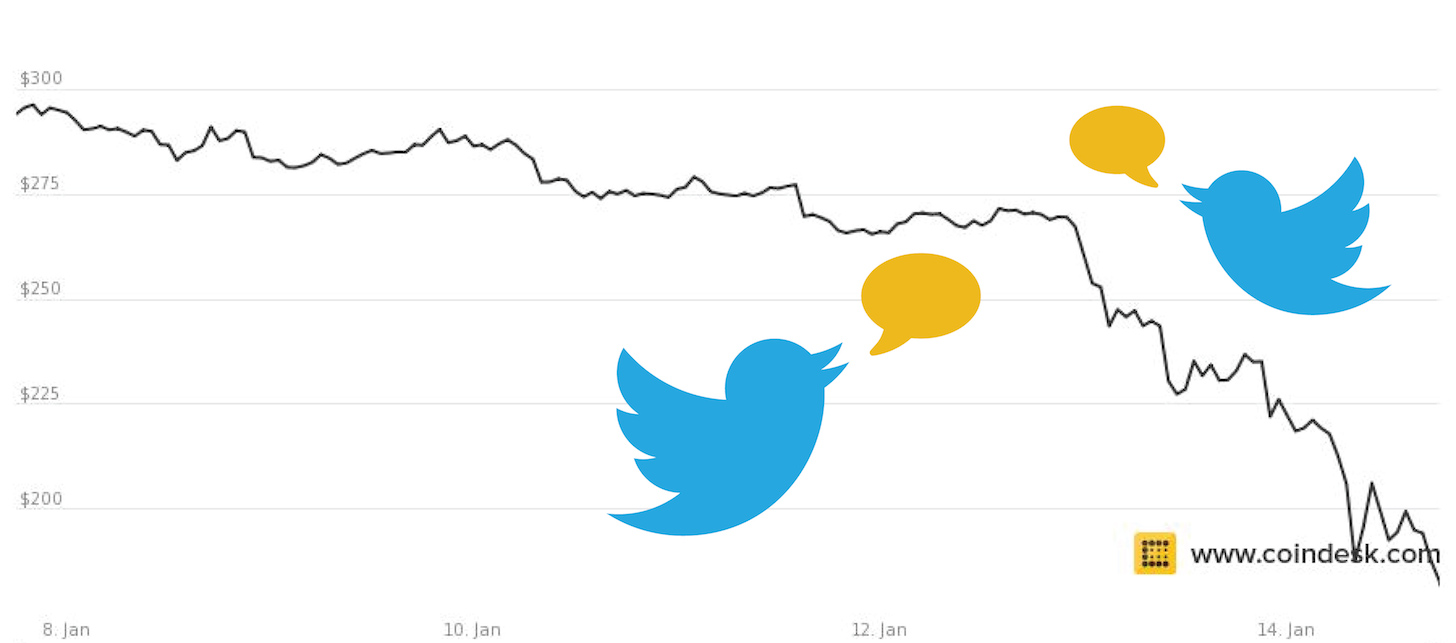 $300
$275
$250
$225
$200
www.coindesk.com
8. Jan
10. Jan
12. Jan
14. Jan